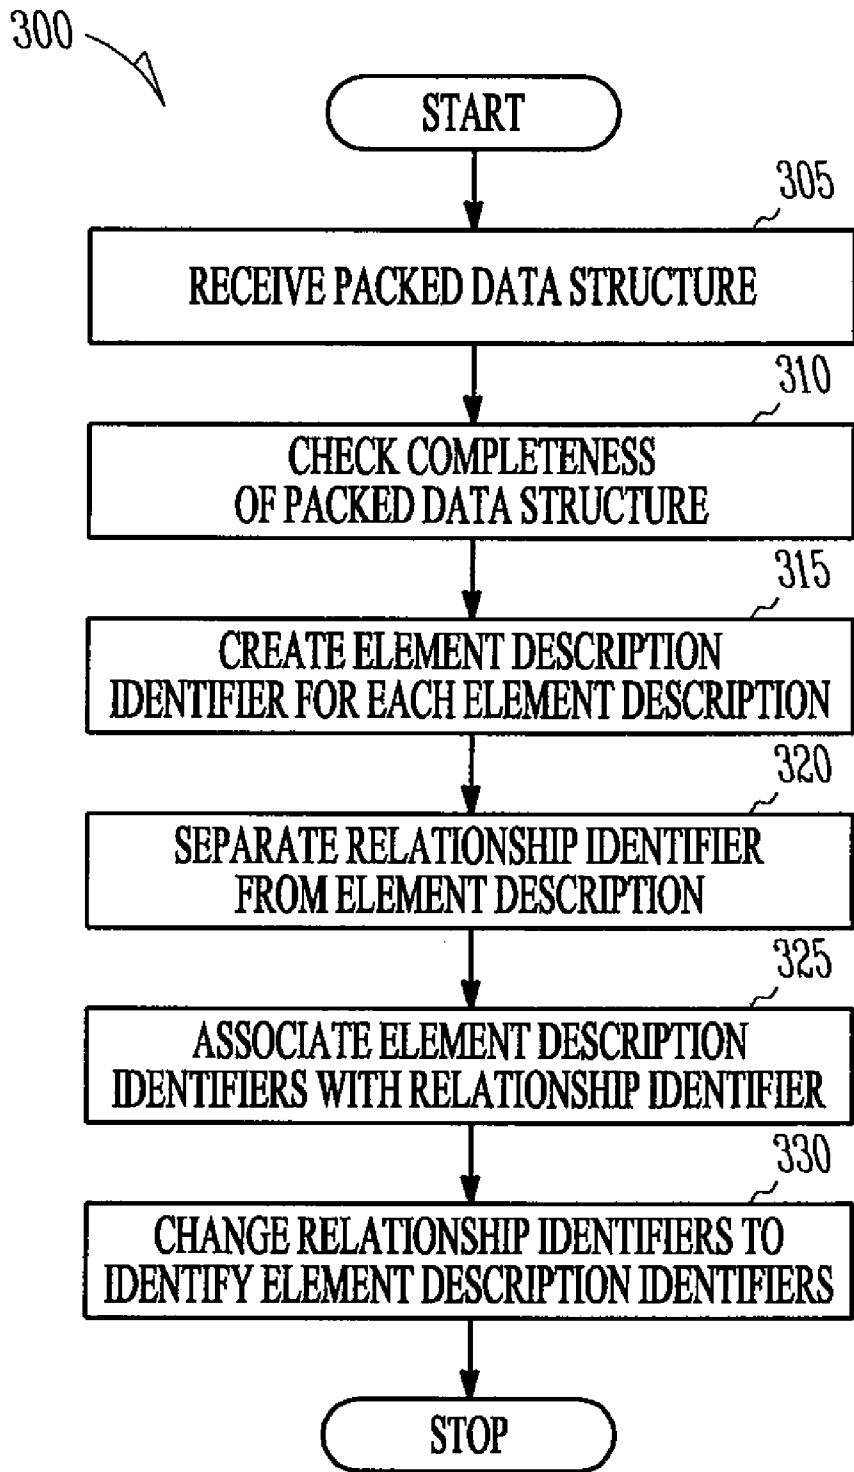 300
START
305
RECEIVE PACKED DATA STRUCTURE
310
CHECK COMPLETENESS
OF PACKED DATA STRUCTURE
315
CREATE ELEMENT DESCRIPTION
IDENTIFIER FOR EACH ELEMENT DESCRIPTION
320
SEPARATE RELATIONSHIP IDENTIFIER
FROM ELEMENT DESCRIPTION
325
ASSOCIATE ELEMENT DESCRIPTION
IDENTIFIERS WITH RELATIONSHIP IDENTIFIER
330
CHANGE RELATIONSHIP IDENTIFIERS TO
IDENTIFY ELEMENT DESCRIPTION IDENTIFIERS
STOP